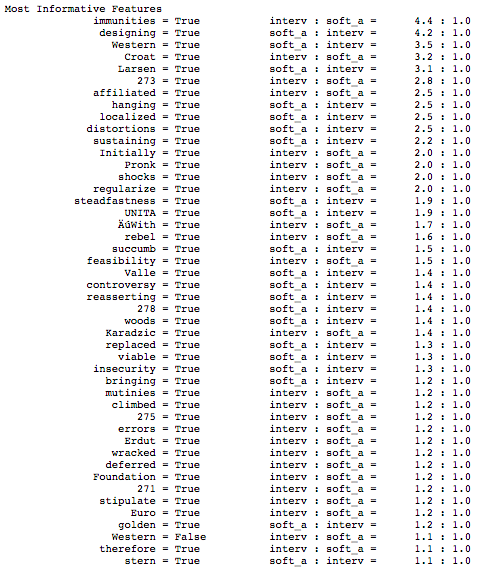 Most Informative Features
immunities = True interv : soft_a = 4.4 : 1.0
designing = True soft_a : interv = 4.2 : 1.0
Western = True soft_a : interv = 3.5 : 1.0
Croat = True interv : soft_a = 3.2 : 1.0
Larsen = True interv : soft_a = 3.1 : 1.0
273 = True interv : soft_a = 2.8 : 1.0
affiliated = True soft_a : interv = 2.5 : 1.0
hanging = True soft_a : interv = 2.5 : 1.0
localized = True soft_a : interv = 2.5 : 1.0
distortions = True soft_a : interv = 2.5 : 1.0
sustaining = True soft_a : interv = 2.2 : 1.0
Initially = True interv : soft_a = 2.0 : 1.0
Pronk = True interv : soft_a = 2.0 : 1.0
shocks = True interv : soft_a = 2.0 : 1.0
regularize = True interv : soft_a = 2.0 : 1.0
steadfastness = True soft_a : interv = 1.9 : 1.0
UNITA = True soft_a : interv = 1.9 : 1.0
ÄúWith = True interv : soft_a = 1.7 : 1.0
rebel = True interv : soft_a = 1.6 : 1.0
succumb = True soft_a : interv = 1.5 : 1.0
feasibility = True soft_a : interv = 1.5 : 1.0
Valle = True interv : soft_a = 1.4 : 1.0
controversy = True soft_a : interv = 1.4 : 1.0
reasserting = True soft_a : interv = 1.4 : 1.0
278 = True soft_a : interv = 1.4 : 1.0
woods = True soft_a : interv = 1.4 : 1.0
Karadzic = True interv : soft_a = 1.4 : 1.0
replaced = True soft_a : interv = 1.3 : 1.0
viable = True soft_a : interv = 1.3 : 1.0
insecurity = True soft_a : interv = 1.3 : 1.0
bringing = True soft_a : interv = 1.2 : 1.0
mutinies = True interv : soft_a = 1.2 : 1.0
climbed = True interv : soft_a = 1.2 : 1.0
275 = True interv : soft_a = 1.2 : 1.0
errors = True interv : soft_a = 1.2 : 1.0
Erdut = True interv : soft_a = 1.2 : 1.0
wracked = True interv : soft_a = 1.2 : 1.0
deferred = True interv : soft_a = 1.2 : 1.0
Foundation = True interv : soft_a = 1.2 : 1.0
271 = True interv : soft_a = 1.2 : 1.0
stipulate = True interv : soft_a = 1.2 : 1.0
Euro = True interv : soft_a = 1.2 : 1.0
golden = True soft_a : interv = 1.2 : 1.0
Western = False interv : soft_a = 1.1 : 1.0
therefore = True interv : soft_a = 1.1 : 1.0
stern = True soft_a : interv = 1.1 : 1.0